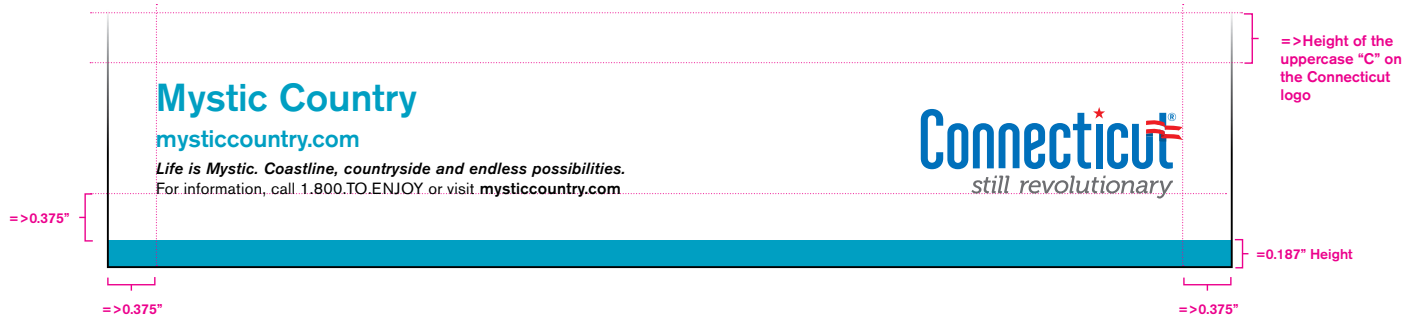 =>Height of the
uppercase “C” on
the Connecticut
logo
Mystic Country
mysticcountry.com
Life is Mystic. Coastline, countryside and endless possibilities.
For information, call 1.800.TO.ENJOY or visit mysticcountry.com
Connecticut®
still revolutionary
=>0.375”
=0.187” Height
=>0.375”
=>0.375”